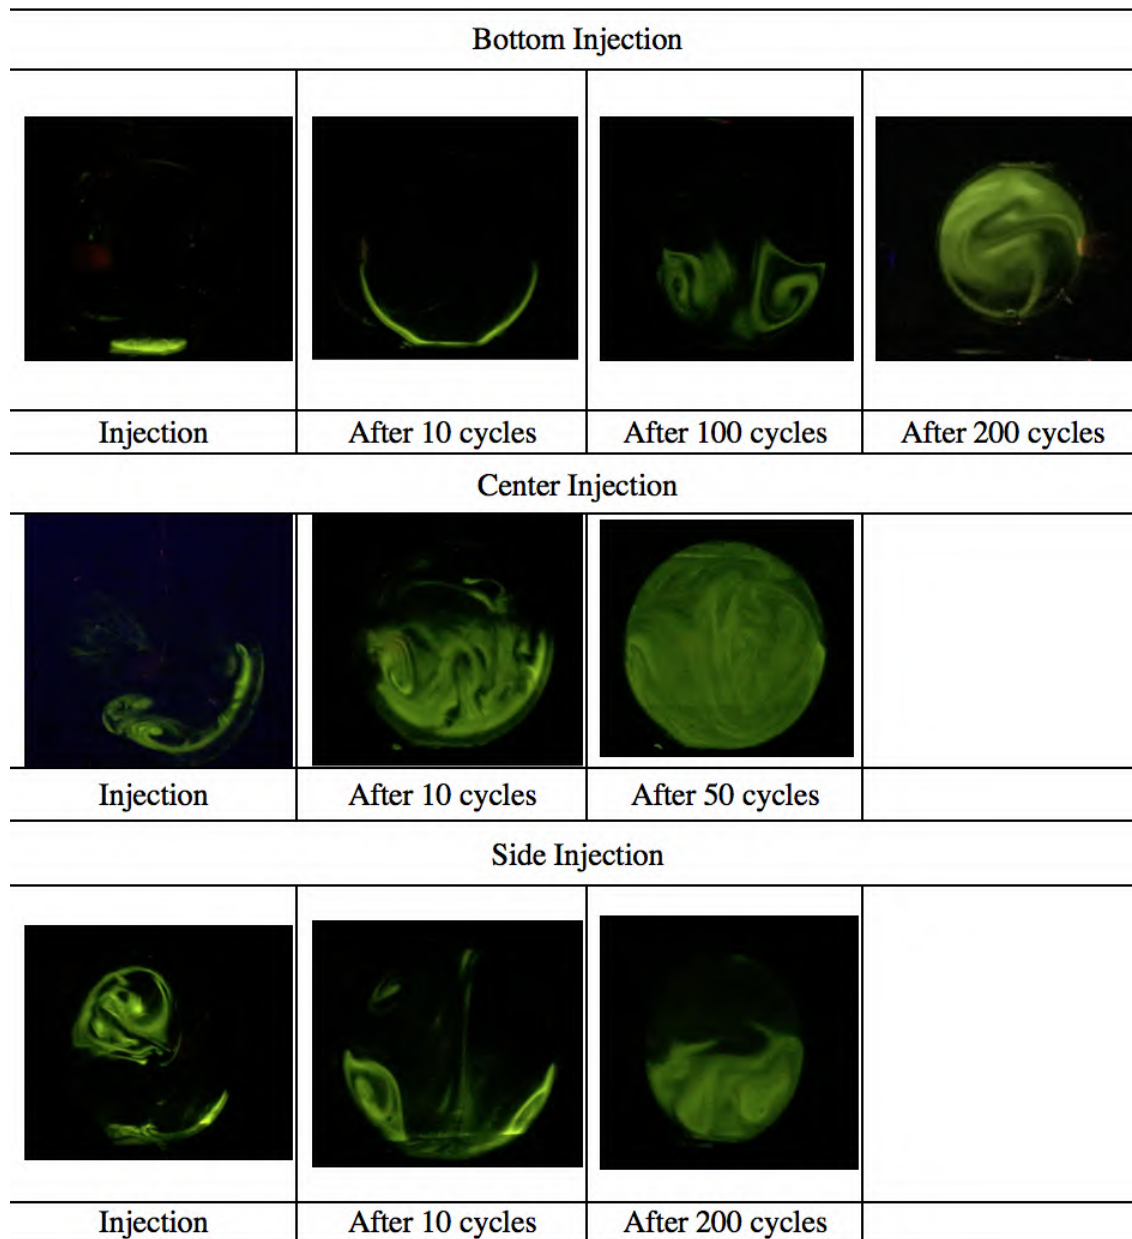 Bottom Injection
Injection After 10 cycles After 100 cycles After 200 cycles
Center Injection
Injection After 10 cycles After 50 cycles
Side Injection
Injection After 10 cycles After 200 cycles